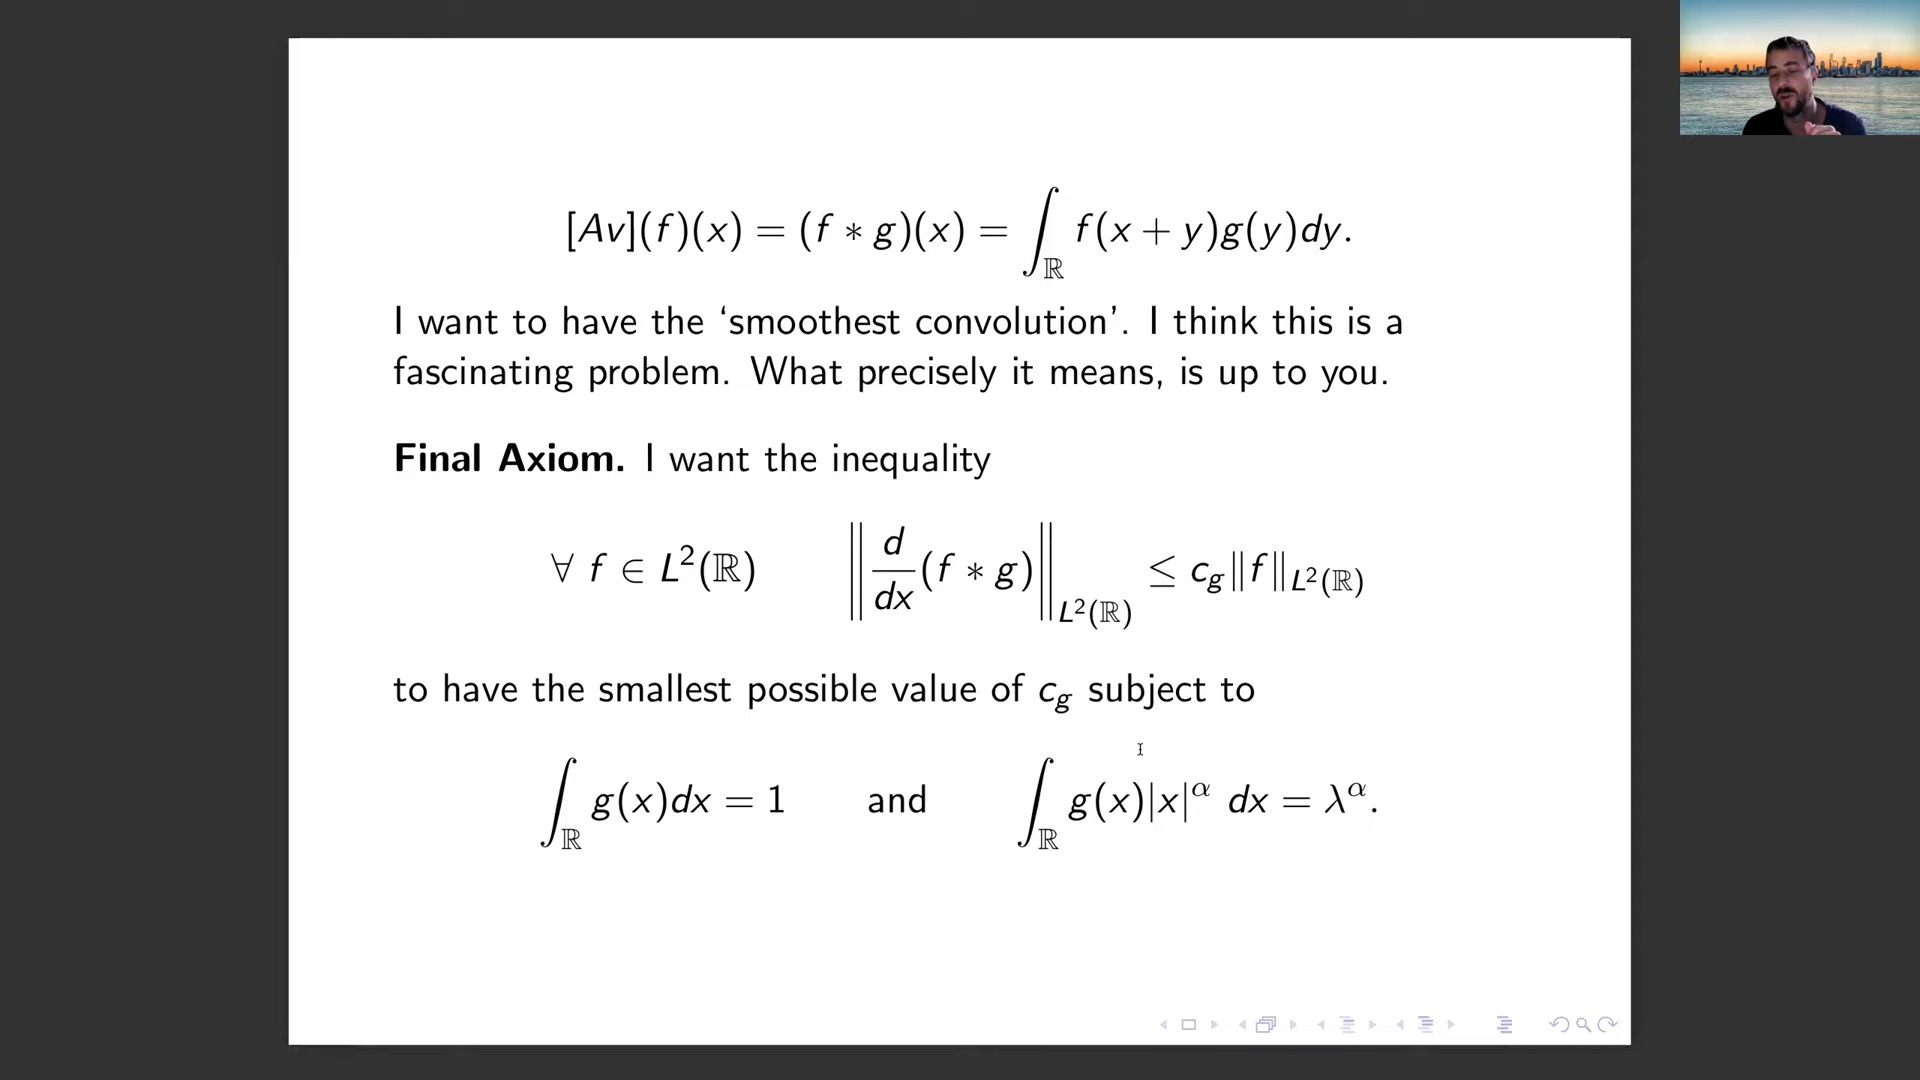 [Av](f)(x) = (f ∗ g)(x) = ∫_ℝ f(x + y)g(y)dy.
I want to have the ‘smoothest convolution’. I think this is a
fascinating problem. What precisely it means, is up to you.
Final Axiom. I want the inequality
∀ f ∈ L²(ℝ) ‖d/dx (f ∗ g)‖_L²(ℝ) ≤ c_g‖f‖_L²(ℝ)
to have the smallest possible value of c_g subject to
∫_ℝ g(x)dx = 1 and ∫_ℝ g(x)|x|^α dx = λ^α.